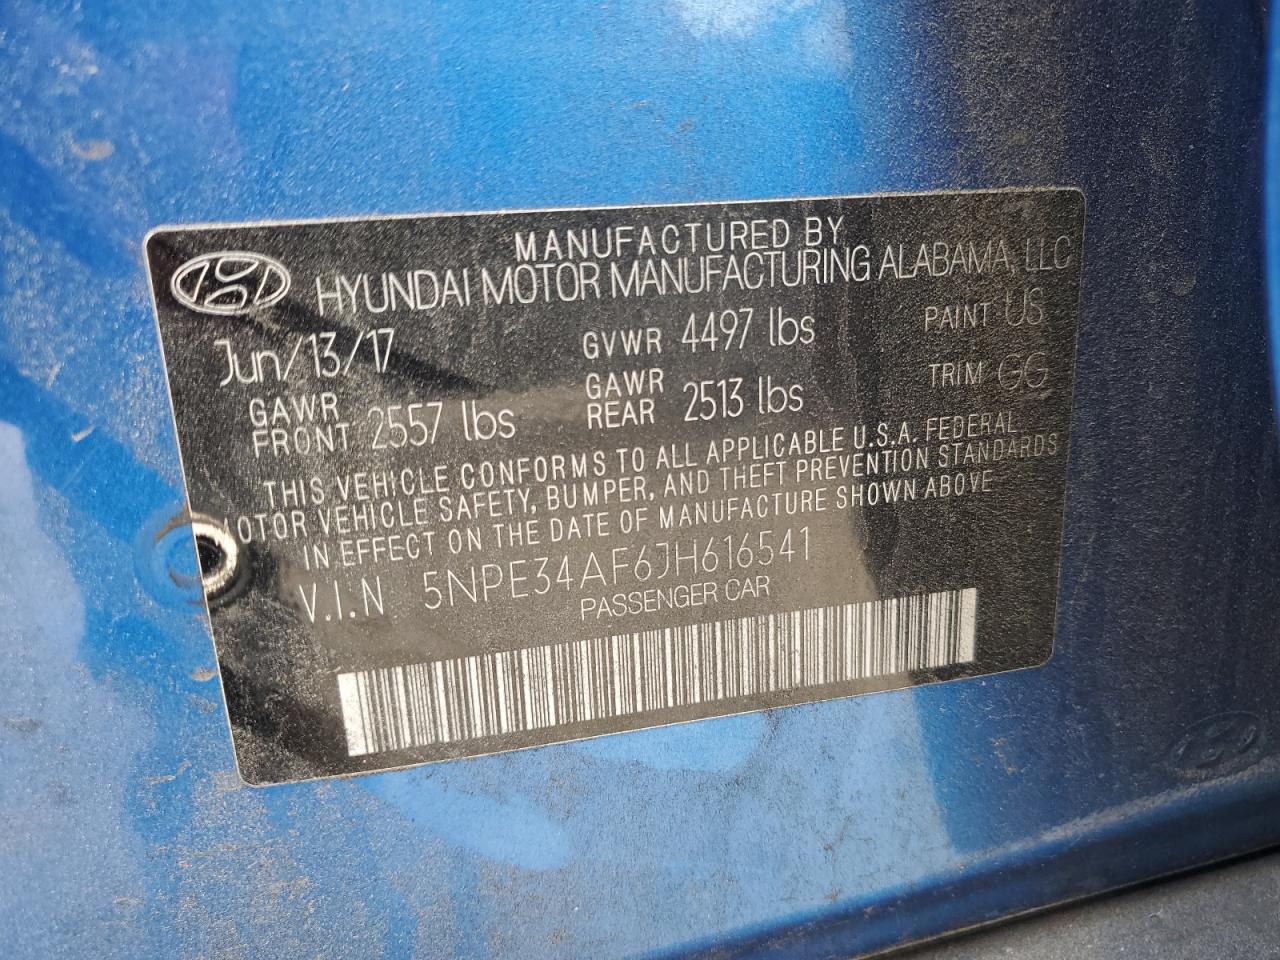 MANUFACTURED BY
HYUNDAI MOTOR MANUFACTURING ALABAMA, LLC
Jun/13/17 GVWR 4497 lbs PAINT US
GAWR FRONT 2557 lbs GAWR REAR 2513 lbs TRIM GG
THIS VEHICLE CONFORMS TO ALL APPLICABLE U.S.A. FEDERAL
MOTOR VEHICLE SAFETY, BUMPER, AND THEFT PREVENTION STANDARDS
IN EFFECT ON THE DATE OF MANUFACTURE SHOWN ABOVE
V.I.N 5NPE34AF6JH616541
PASSENGER CAR